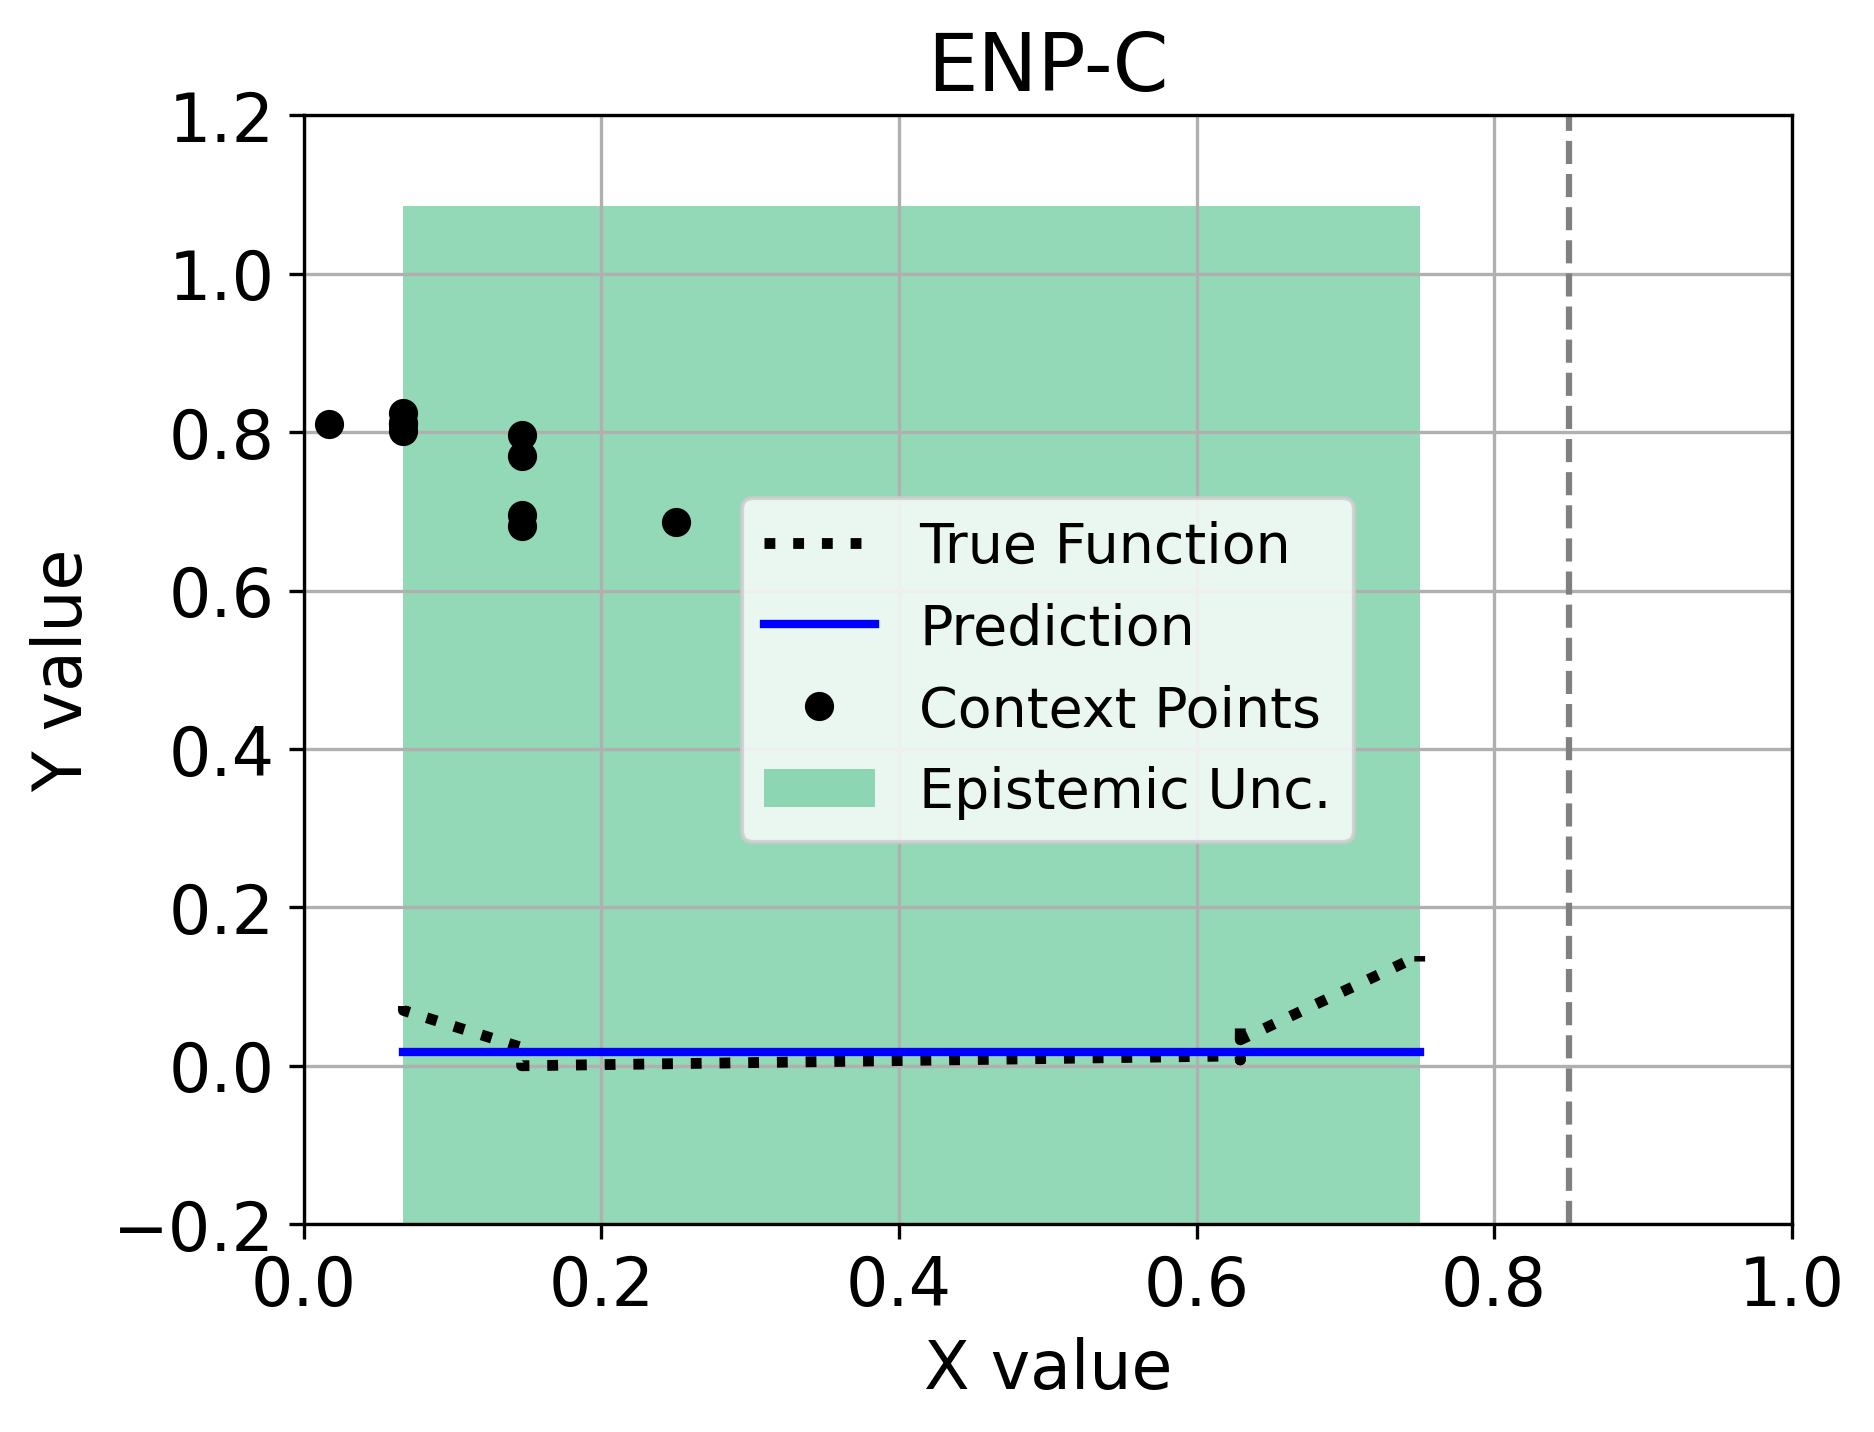 ENP-C
1.2
1.0
0.8
0.6
0.4
0.2
0.0
−0.2
Y value
True Function
Prediction
Context Points
Epistemic Unc.
0.0 0.2 0.4 0.6 0.8 1.0
X value